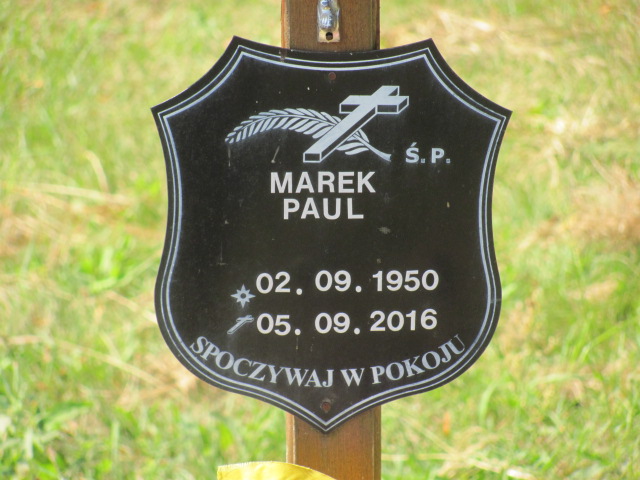 Ś. P.
MAREK
PAUL
02. 09. 1950
05. 09. 2016
SPOCZYWAJ W POKOJU